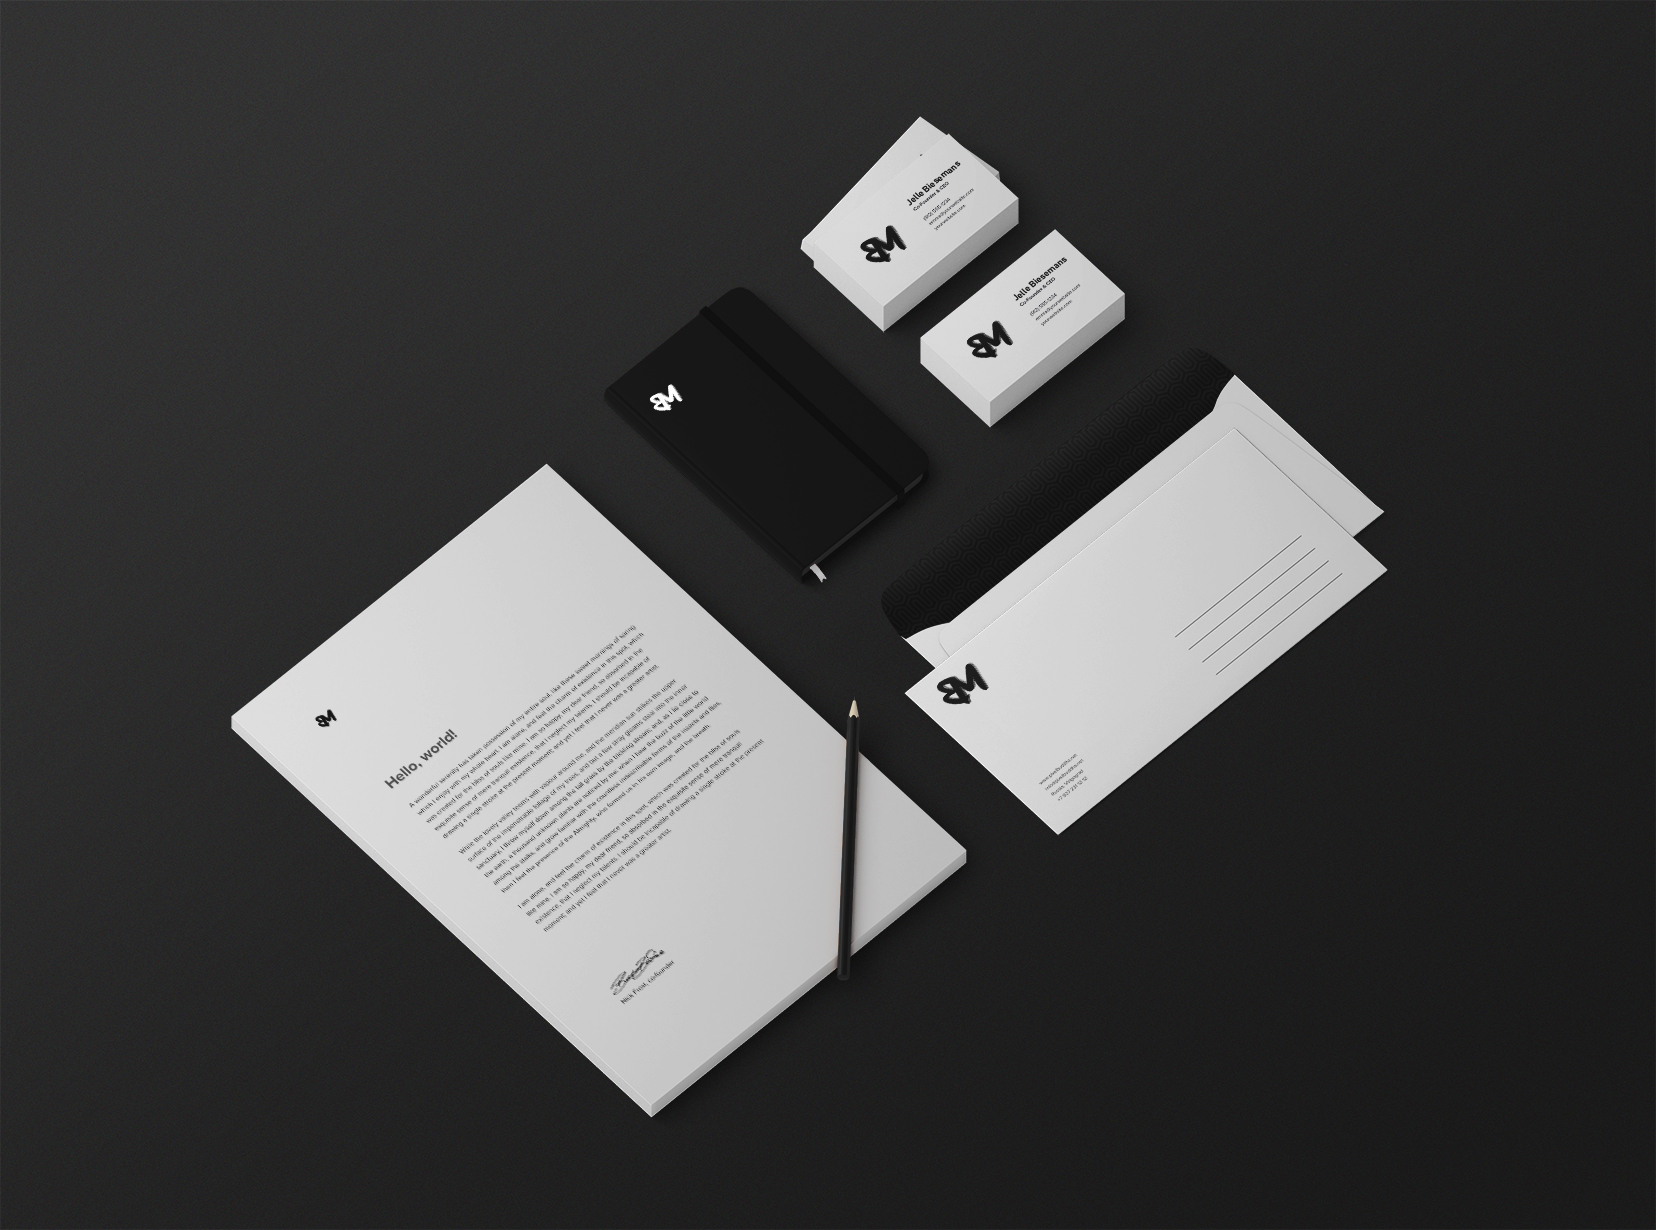 BM
Jelle Biesemans
Co-Founder & CEO
yourwebsite.com
BM
Jelle Biesemans
Co-Founder & CEO
yourwebsite.com
BM
BM
Hello, world!
A wonderful serenity has taken possession of my entire soul, like these sweet mornings of spring
which I enjoy with my whole heart. I am alone, and feel the charm of existence in this spot, which
was created for the bliss of souls like mine. I am so happy, my dear friend, so absorbed in the
exquisite sense of mere tranquil existence, that I neglect my talents. I should be incapable of
drawing a single stroke at the present moment; and yet I feel that I never was a greater artist.
While the lovely valley teems with vapour around me, and the meridian sun strikes the upper
surface of the impenetrable foliage of my trees, and but a few stray gleams steal into the inner
sanctuary, I throw myself down among the tall grass by the trickling stream; and, as I lie close to
the earth, a thousand unknown plants are noticed by me: when I hear the buzz of the little world
among the stalks, and grow familiar with the countless indescribable forms of the insects and flies,
then I feel the presence of the Almighty, who formed us in his own image, and the breath.
I am alone, and feel the charm of existence in this spot, which was created for the bliss of souls
like mine. I am so happy, my dear friend, so absorbed in the exquisite sense of mere tranquil
existence, that I neglect my talents. I should be incapable of drawing a single stroke at the present
moment; and yet I feel that I never was a greater artist.
Nick Frost, co-founder
BM
www.pixelbuddha.net
Russia, Volgograd